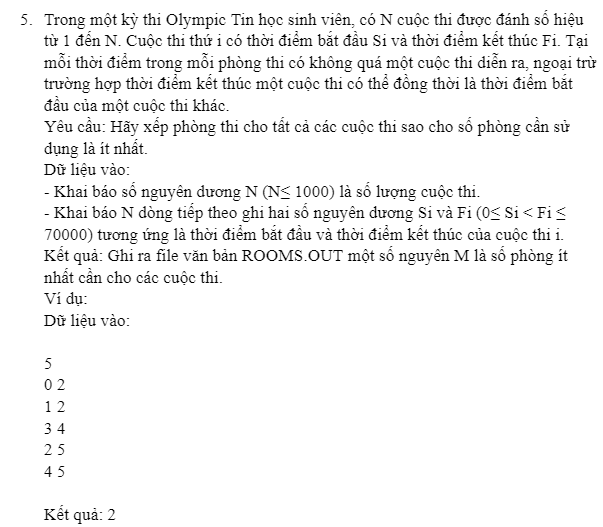 5. Trong một kỳ thi Olympic Tin học sinh viên, có N cuộc thi được đánh số hiệu
từ 1 đến N. Cuộc thi thứ i có thời điểm bắt đầu Si và thời điểm kết thúc Fi. Tại
mỗi thời điểm trong mỗi phòng thi có không quá một cuộc thi diễn ra, ngoại trừ
trường hợp thời điểm kết thúc một cuộc thi có thể đồng thời là thời điểm bắt
đầu của một cuộc thi khác.
Yêu cầu: Hãy xếp phòng thi cho tất cả các cuộc thi sao cho số phòng cần sử
dụng là ít nhất.
Dữ liệu vào:
- Khai báo số nguyên dương N (N≤ 1000) là số lượng cuộc thi.
- Khai báo N dòng tiếp theo ghi hai số nguyên dương Si và Fi (0≤ Si < Fi ≤
70000) tương ứng là thời điểm bắt đầu và thời điểm kết thúc của cuộc thi i.
Kết quả: Ghi ra file văn bản ROOMS.OUT một số nguyên M là số phòng ít
nhất cần cho các cuộc thi.
Ví dụ:
Dữ liệu vào:
5
0 2
1 2
3 4
2 5
4 5
Kết quả: 2